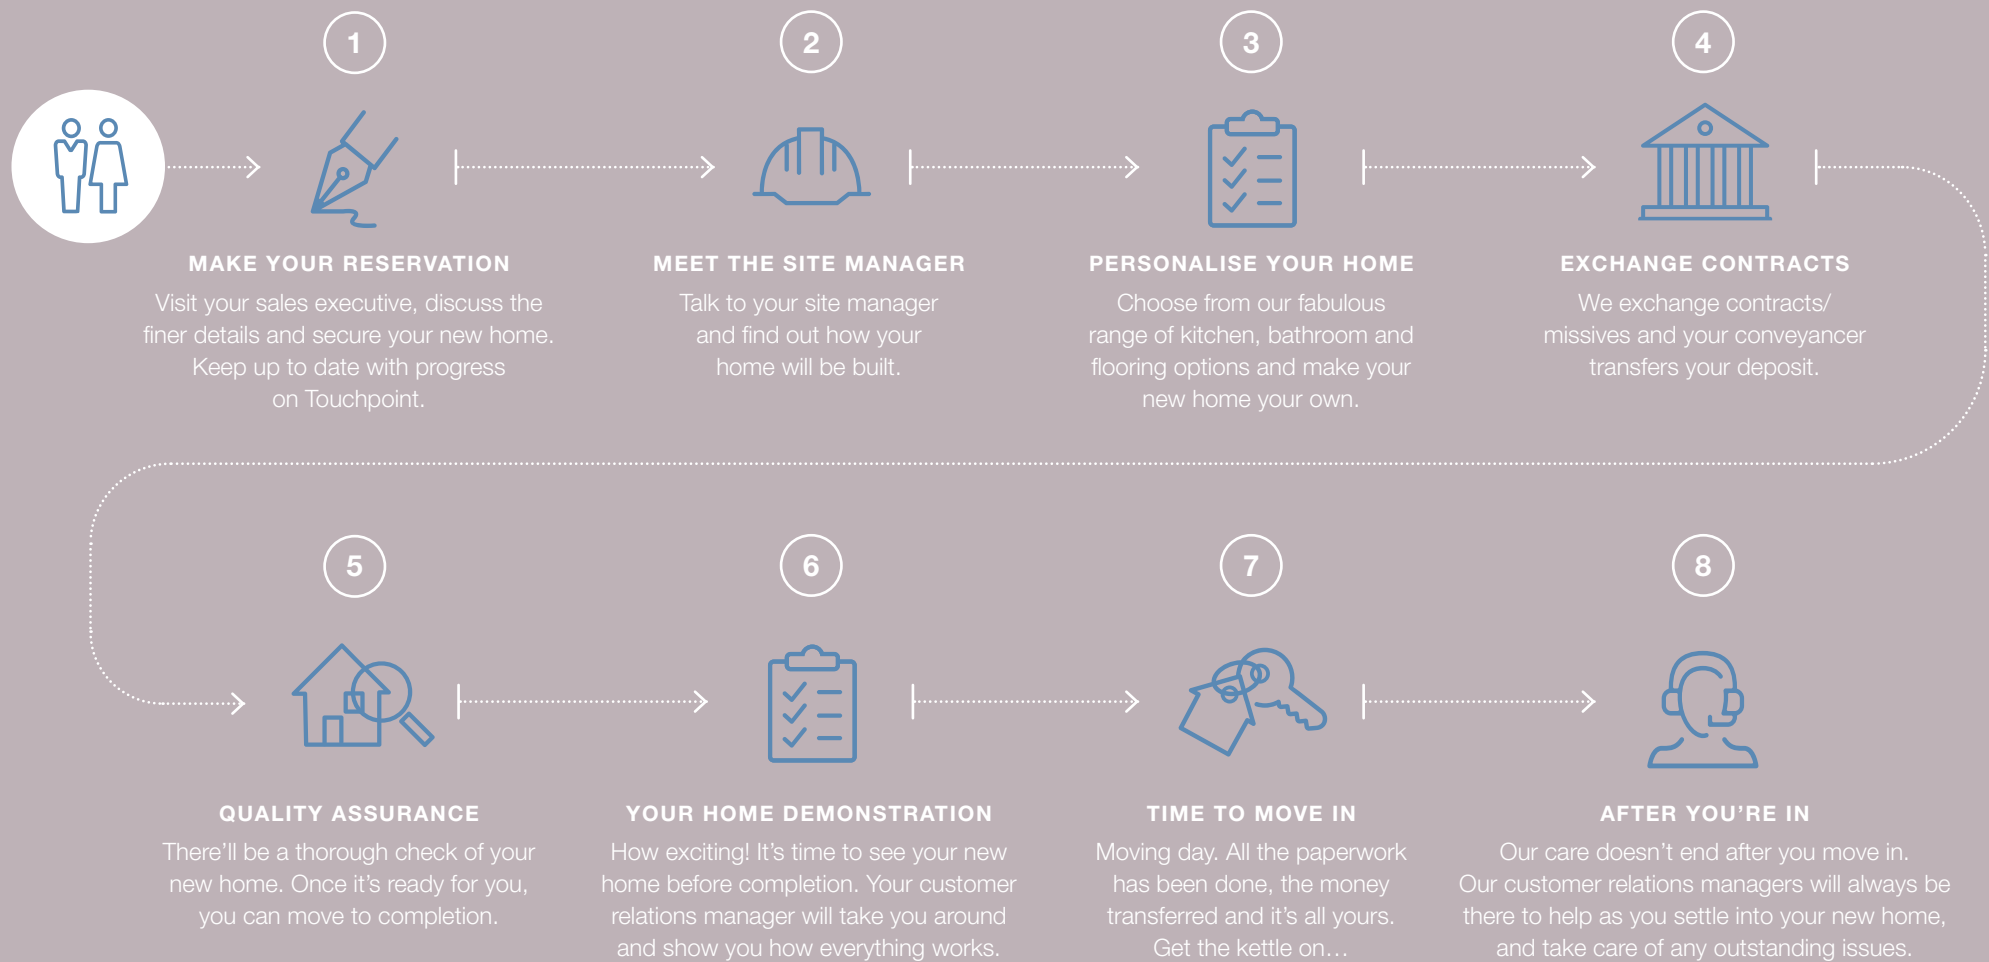 1
MAKE YOUR RESERVATION
Visit your sales executive, discuss the
finer details and secure your new home.
Keep up to date with progress
on Touchpoint.
2
MEET THE SITE MANAGER
Talk to your site manager
and find out how your
home will be built.
3
PERSONALISE YOUR HOME
Choose from our fabulous
range of kitchen, bathroom and
flooring options and make your
new home your own.
4
EXCHANGE CONTRACTS
We exchange contracts/
missives and your conveyancer
transfers your deposit.
5
QUALITY ASSURANCE
There’ll be a thorough check of your
new home. Once it’s ready for you,
you can move to completion.
6
YOUR HOME DEMONSTRATION
How exciting! It’s time to see your new
home before completion. Your customer
relations manager will take you around
and show you how everything works.
7
TIME TO MOVE IN
Moving day. All the paperwork
has been done, the money
transferred and it’s all yours.
Get the kettle on…
8
AFTER YOU’RE IN
Our care doesn’t end after you move in.
Our customer relations managers will always be
there to help as you settle into your new home,
and take care of any outstanding issues.